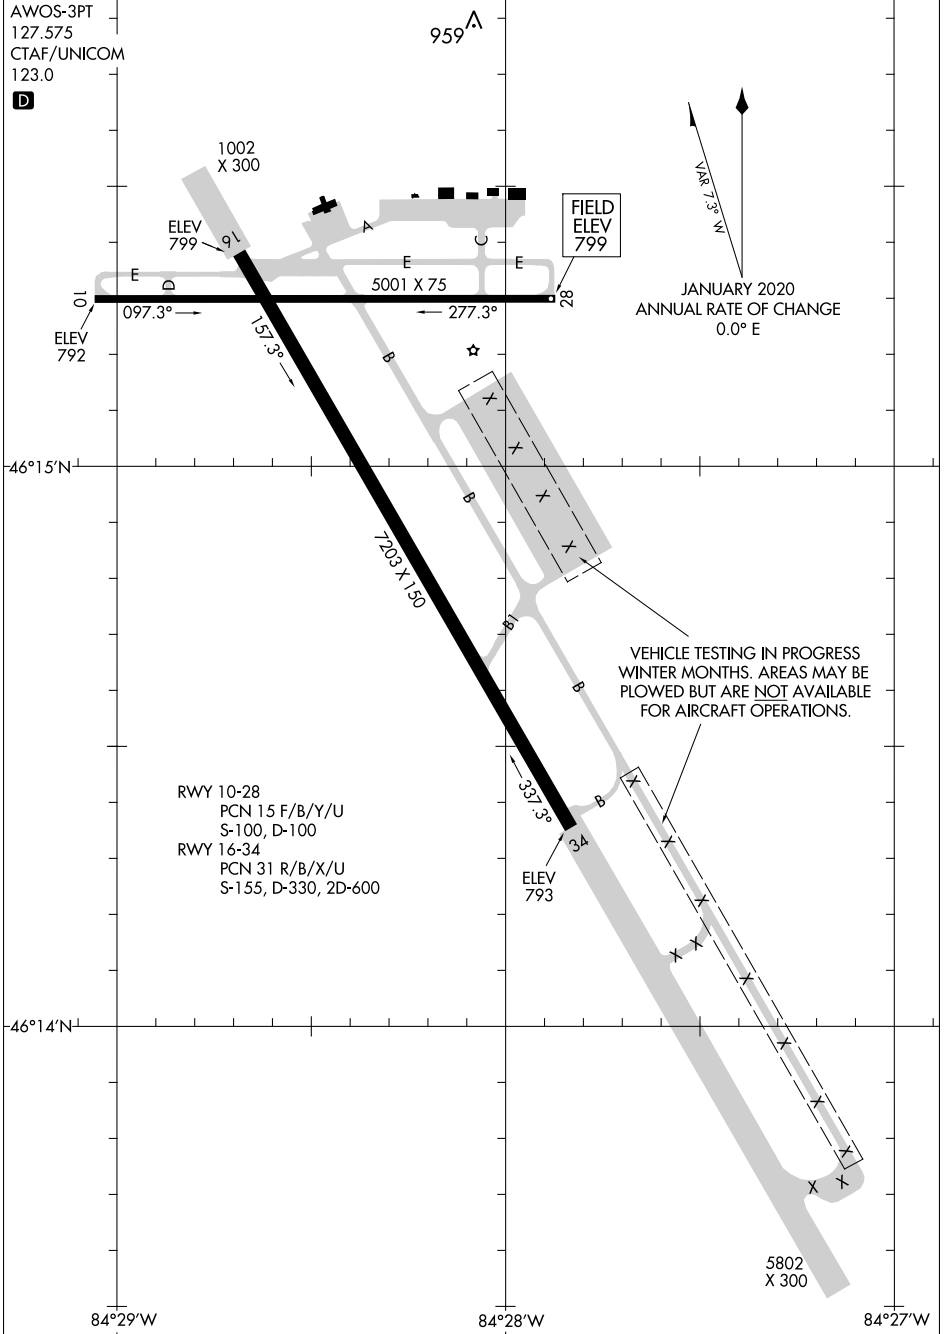 AWOS-3PT
127.575
CTAF/UNICOM
123.0
D
959
1002
X 300
VAR 7.3° W
JANUARY 2020
ANNUAL RATE OF CHANGE
0.0° E
FIELD
ELEV
799
ELEV
799
16
A
C
E
E
E
D
5001 X 75
10
28
097.3°
277.3°
ELEV
792
157.3°
B
X
X
46°15'N
B
X
X
7203 X 150
B1
VEHICLE TESTING IN PROGRESS
WINTER MONTHS. AREAS MAY BE
PLOWED BUT ARE NOT AVAILABLE
FOR AIRCRAFT OPERATIONS.
B
RWY 10-28
PCN 15 F/B/Y/U
S-100, D-100
RWY 16-34
PCN 31 R/B/X/U
S-155, D-330, 2D-600
337.3°
B
X
34
X
ELEV
793
X
X
X
X
46°14'N
X
X
X
X
X
5802
X 300
84°29'W
84°28'W
84°27'W